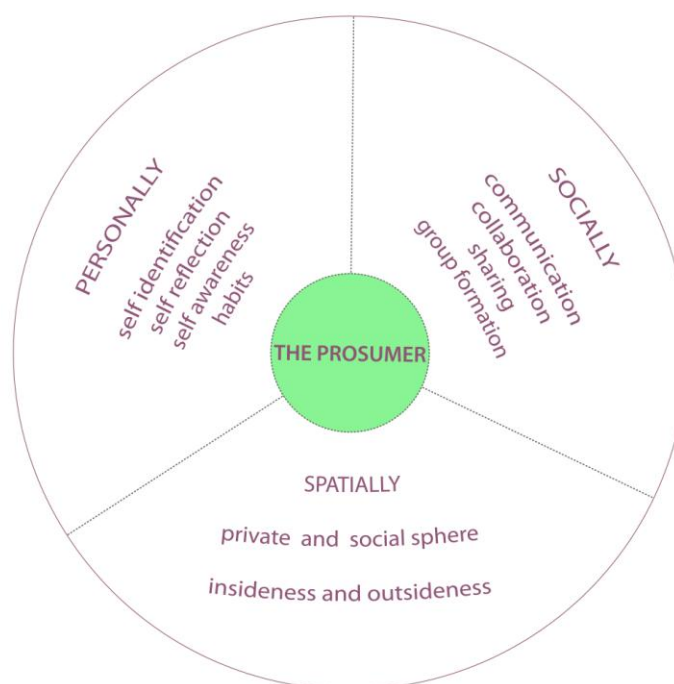 PERSONALLY
self identification
self reflection
self awareness
habits
SOCIALLY
communication
collaboration
sharing
group formation
THE PROSUMER
SPATIALLY
private and social sphere
insideness and outsideness